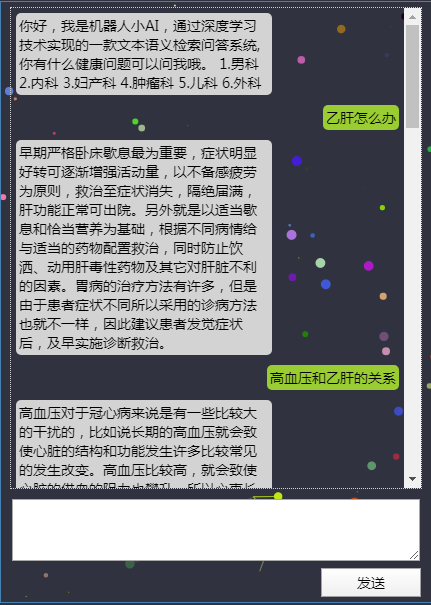 你好，我是机器人小AI，通过深度学习
技术实现的一款文本语义检索问答系统,
你有什么健康问题可以问我哦。 1.男科
2.内科 3.妇产科 4.肿瘤科 5.儿科 6.外科
乙肝怎么办
早期严格卧床歇息最为重要，症状明显
好转可逐渐增强活动量，以不备感疲劳
为原则，救治至症状消失，隔绝届满，
肝功能正常可出院。另外就是以适当歇
息和恰当营养为基础，根据不同病情给
与适当的药物配置救治，同时防止饮
洒、动用肝毒性药物及其它对肝脏不利
的因素。胃病的治疗方法有许多，但是
由于患者症状不同所以采用的诊病方法
也就不一样，因此建议患者发觉症状
后，及早实施诊断救治。
高血压和乙肝的关系
高血压对于冠心病来说是有一些比较大
的干扰的，比如说长期的高血压就会致
使心脏的结构和功能发生许多比较常见
的发生改变。高血压比较高，就会致使
发送